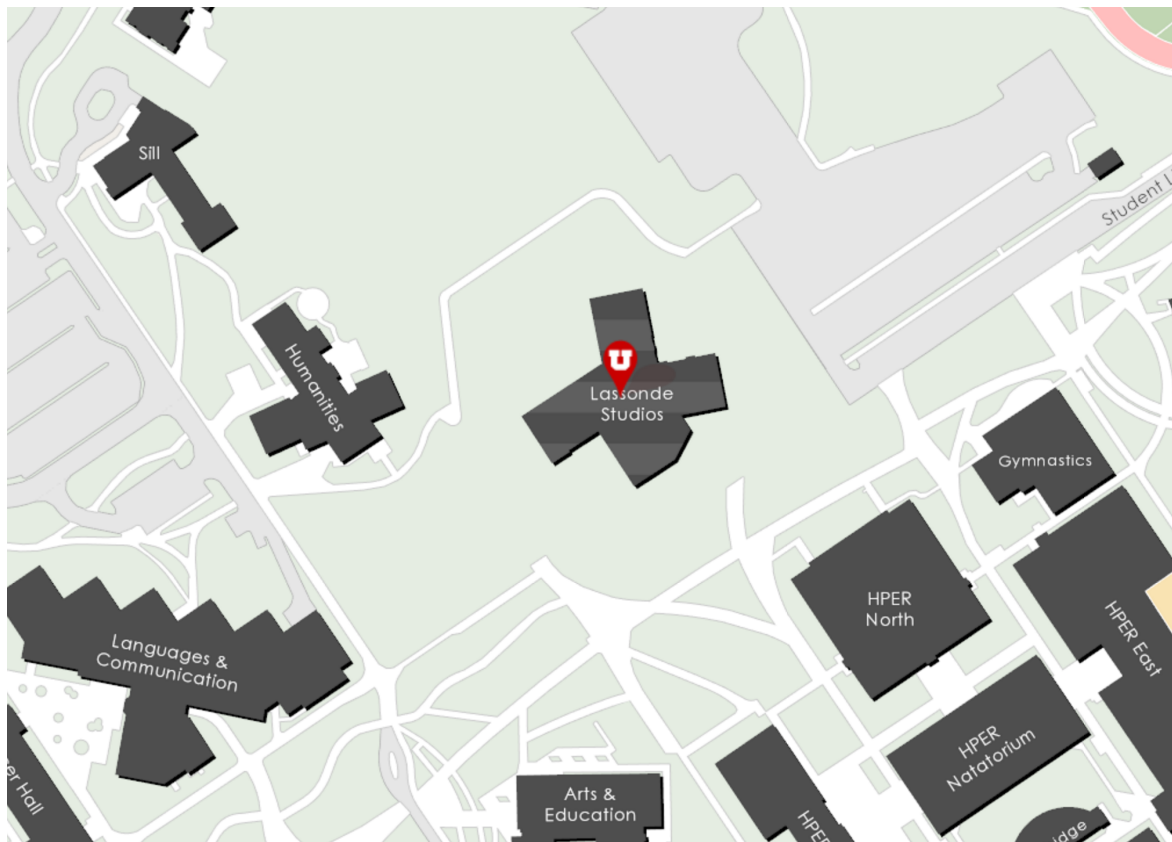 Sill
Student L
Humanities
U
Lassonde
Studios
Gymnastics
HPER
North
HPER East
Languages &
Communication
HPER
Natatorium
er Hall
Arts &
Education
HPER
idge